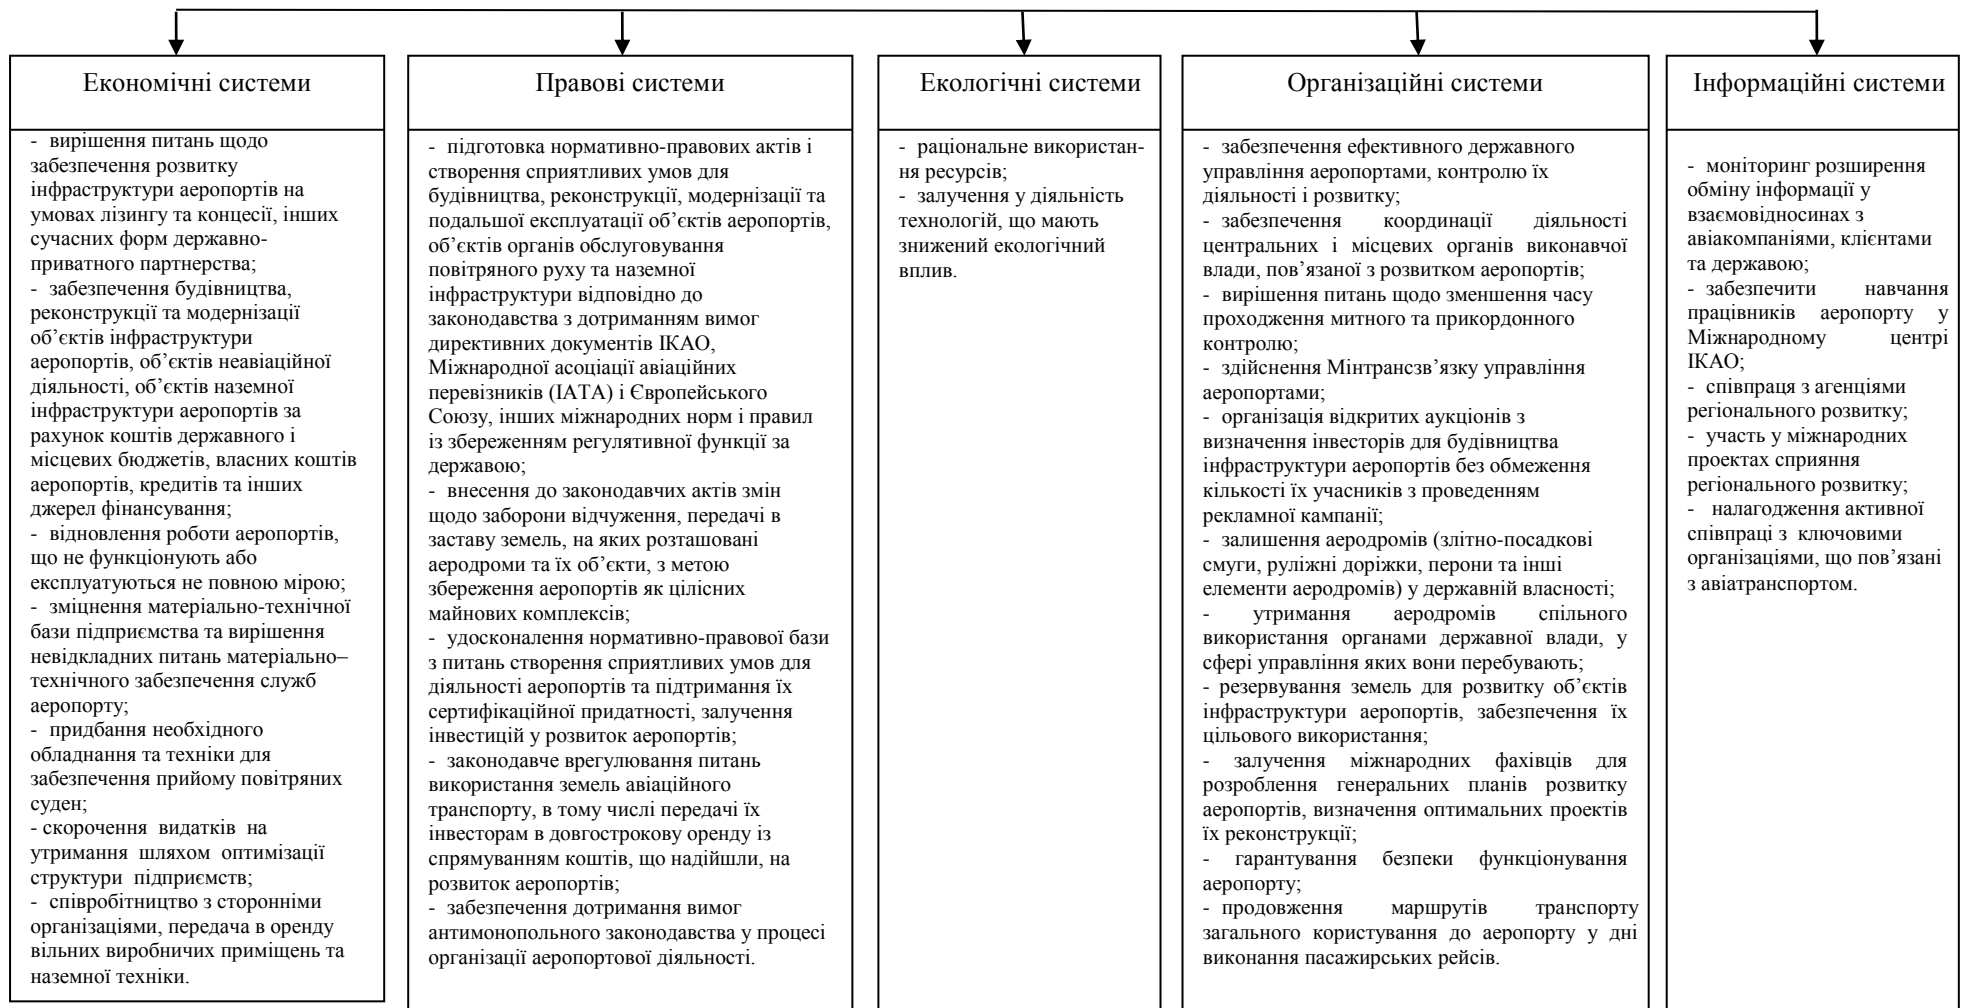 Економічні системи
- вирішення питань щодо
забезпечення розвитку
інфраструктури аеропортів на
умовах лізингу та концесії, інших
сучасних форм державно-
приватного партнерства;
- забезпечення будівництва,
реконструкції та модернізації
об’єктів інфраструктури
аеропортів, об’єктів неавіаційної
діяльності, об’єктів наземної
інфраструктури аеропортів за
рахунок коштів державного і
місцевих бюджетів, власних коштів
аеропортів, кредитів та інших
джерел фінансування;
- відновлення роботи аеропортів,
що не функціонують або
експлуатуються не повною мірою;
- зміцнення матеріально-технічної
бази підприємства та вирішення
невідкладних питань матеріально–
технічного забезпечення служб
аеропорту;
- придбання необхідного
обладнання та техніки для
забезпечення прийому повітряних
суден;
- скорочення видатків на
утримання шляхом оптимізації
структури підприємств;
- співробітництво з сторонніми
організаціями, передача в оренду
вільних виробничих приміщень та
наземної техніки.
Правові системи
- підготовка нормативно-правових актів і
створення сприятливих умов для
будівництва, реконструкції, модернізації та
подальшої експлуатації об’єктів аеропортів,
об’єктів органів обслуговування
повітряного руху та наземної
інфраструктури відповідно до
законодавства з дотриманням вимог
директивних документів ІКАО,
Міжнародної асоціації авіаційних
перевізників (ІАТА) і Європейського
Союзу, інших міжнародних норм і правил
із збереженням регулятивної функції за
державою;
- внесення до законодавчих актів змін
щодо заборони відчуження, передачі в
заставу земель, на яких розташовані
аеродроми та їх об’єкти, з метою
збереження аеропортів як цілісних
майнових комплексів;
- удосконалення нормативно-правової бази
з питань створення сприятливих умов для
діяльності аеропортів та підтримання їх
сертифікаційної придатності, залучення
інвестицій у розвиток аеропортів;
- законодавче врегулювання питань
використання земель авіаційного
транспорту, в тому числі передачі їх
інвесторам в довгострокову оренду із
спрямуванням коштів, що надійшли, на
розвиток аеропортів;
- забезпечення дотримання вимог
антимонопольного законодавства у процесі
організації аеропортової діяльності.
Екологічні системи
- раціональне використан-
ня ресурсів;
- залучення у діяльність
технологій, що мають
знижений екологічний
вплив.
Організаційні системи
- забезпечення ефективного державного
управління аеропортами, контролю їх
діяльності і розвитку;
- забезпечення координації діяльності
центральних і місцевих органів виконавчої
влади, пов’язаної з розвитком аеропортів;
- вирішення питань щодо зменшення часу
проходження митного та прикордонного
контролю;
- здійснення Мінтрансзв’язку управління
аеропортами;
- організація відкритих аукціонів з
визначення інвесторів для будівництва
інфраструктури аеропортів без обмеження
кількості їх учасників з проведенням
рекламної кампанії;
- залишення аеродромів (злітно-посадкові
смуги, руліжні доріжки, перони та інші
елементи аеродромів) у державній власності;
- утримання аеродромів спільного
використання органами державної влади, у
сфері управління яких вони перебувають;
- резервування земель для розвитку об’єктів
інфраструктури аеропортів, забезпечення їх
цільового використання;
- залучення міжнародних фахівців для
розроблення генеральних планів розвитку
аеропортів, визначення оптимальних проектів
їх реконструкції;
- гарантування безпеки функціонування
аеропорту;
- продовження маршрутів транспорту
загального користування до аеропорту у дні
виконання пасажирських рейсів.
Інформаційні системи
- моніторинг розширення
обміну інформації у
взаємовідносинах з
авіакомпаніями, клієнтами
та державою;
- забезпечити навчання
працівників аеропорту у
Міжнародному центрі
ІКАО;
- співпраця з агенціями
регіонального розвитку;
- участь у міжнародних
проектах сприяння
регіонального розвитку;
- налагодження активної
співпраці з ключовими
організаціями, що пов’язані
з авіатранспортом.